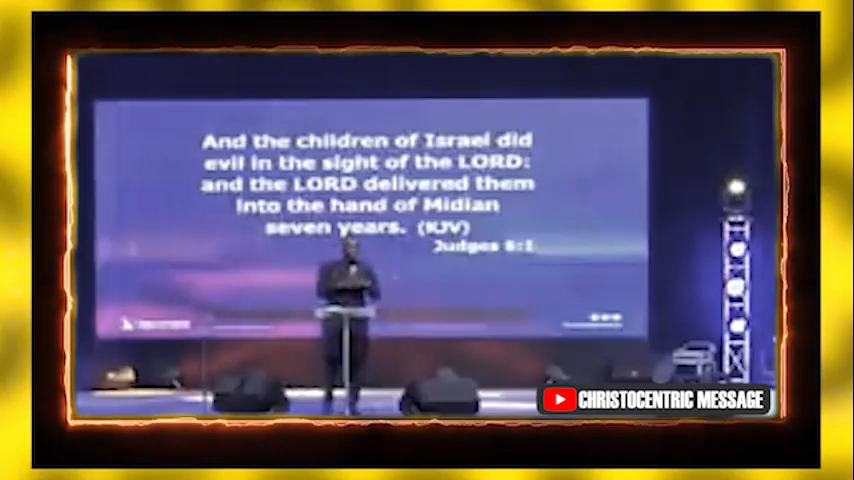 And the children of Israel did
evil in the sight of the LORD:
and the LORD delivered them
into the hand of Midian
seven years. (KJV)
Judges 6:1
CHRISTOCENTRIC MESSAGE